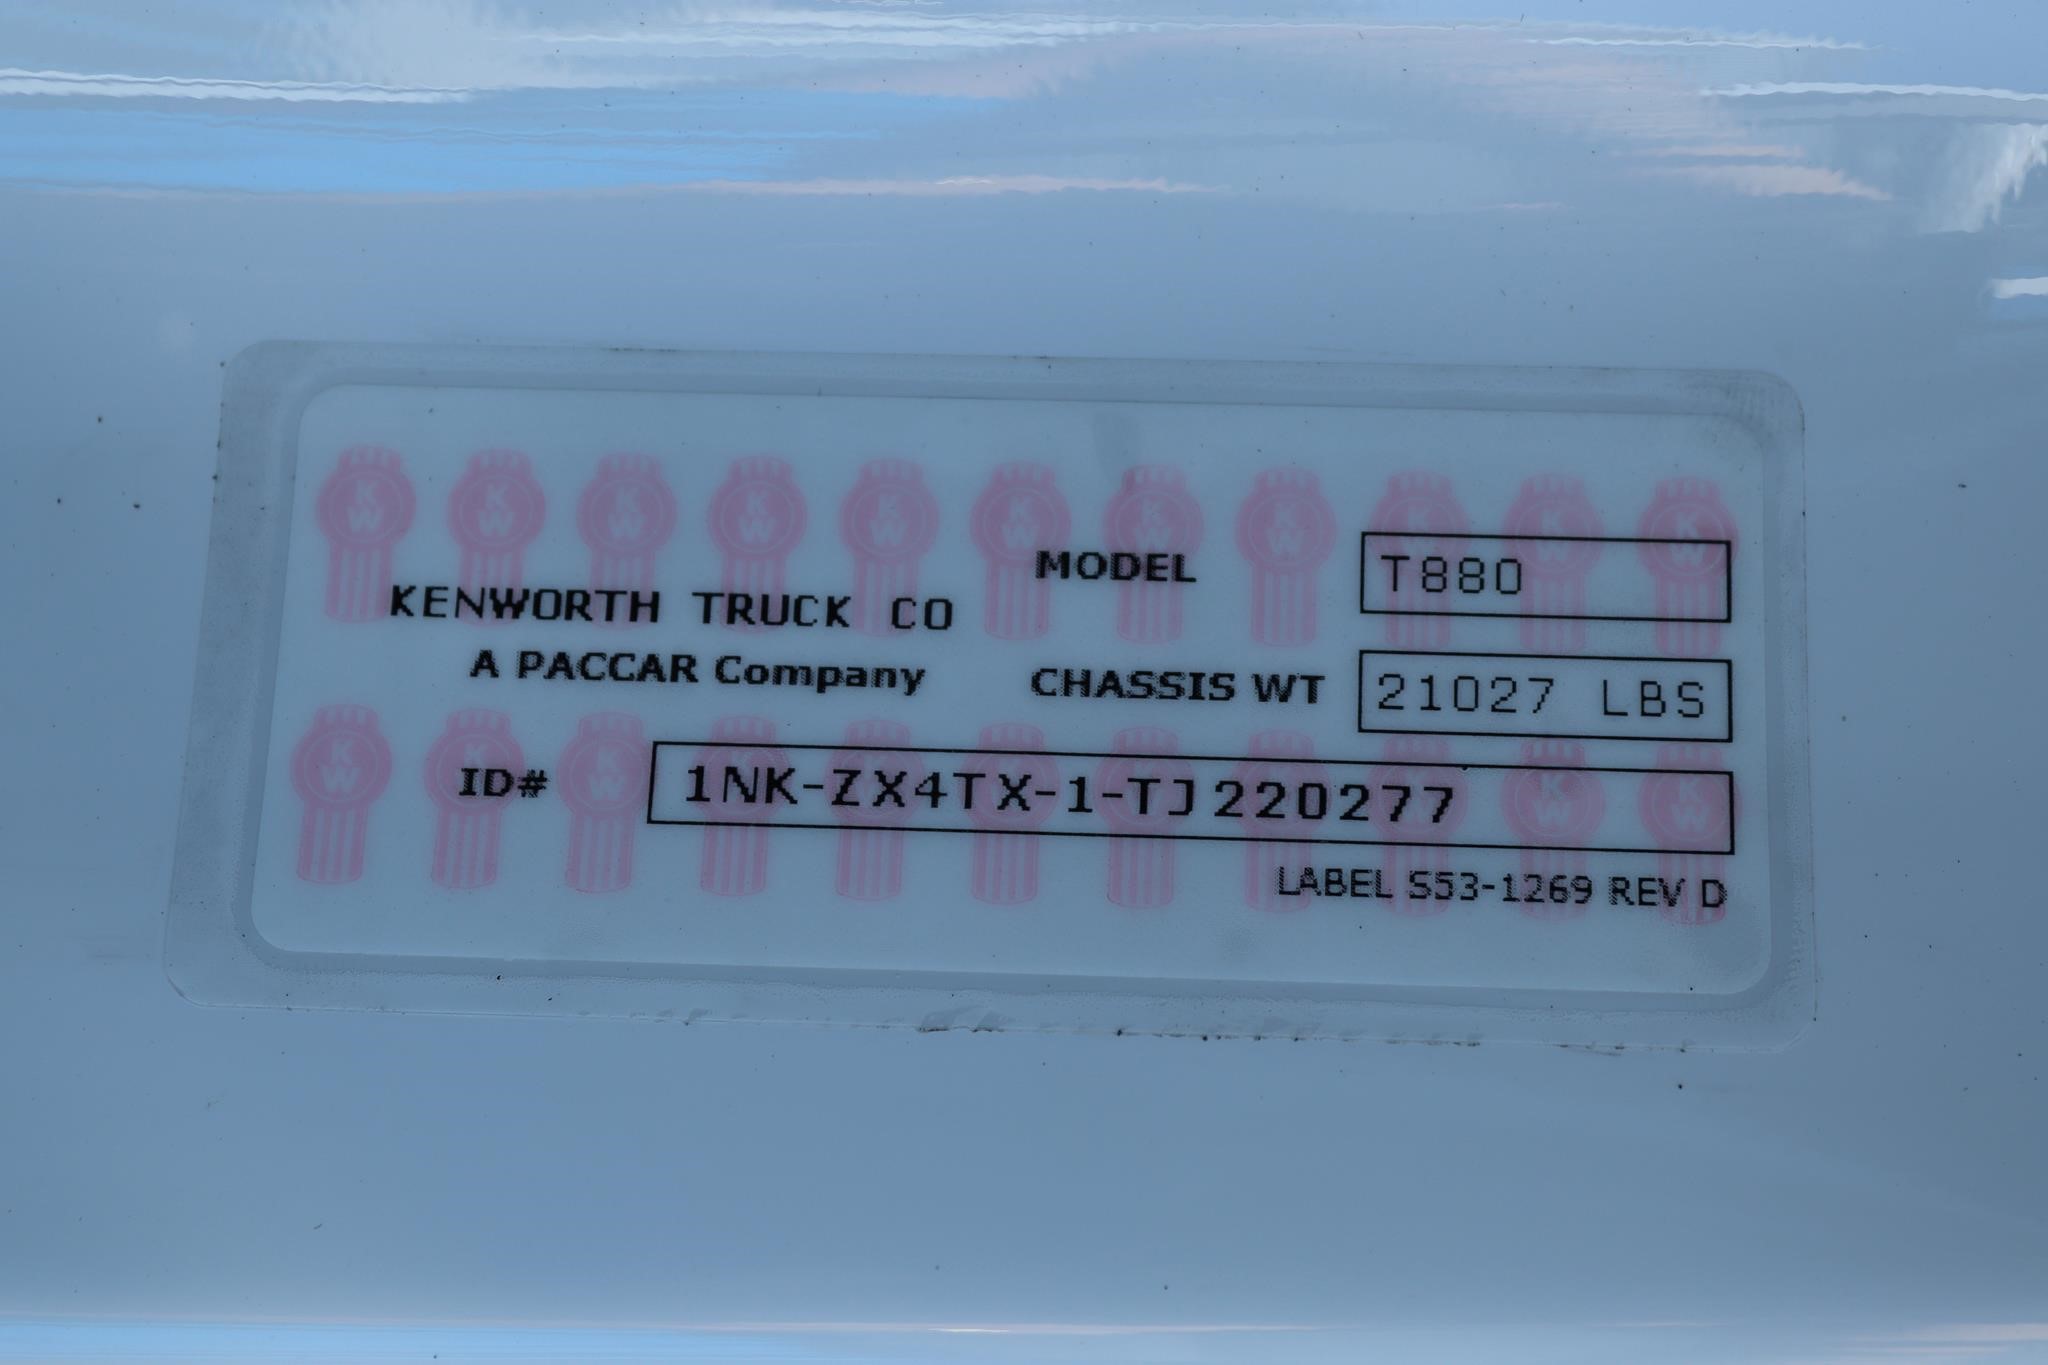 MODEL T880
KENWORTH TRUCK CO
A PACCAR Company
CHASSIS WT 21027 LBS
ID# 1NK-ZX4TX-1-TJ220277
LABEL S53-1269 REV D